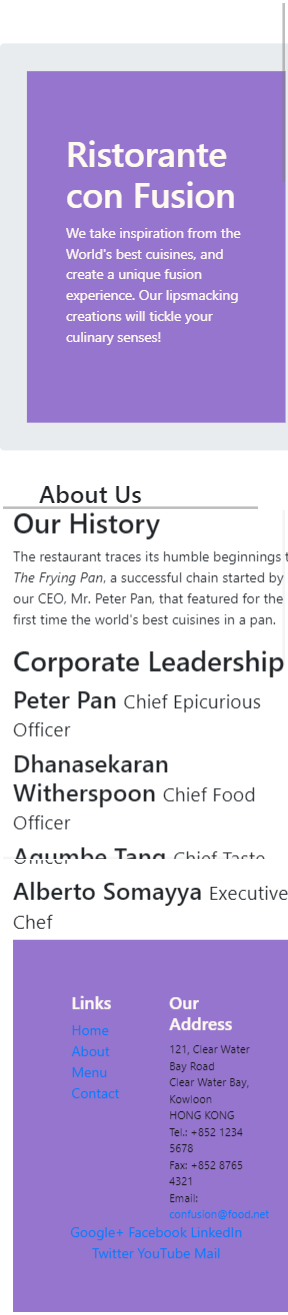 Ristorante
con Fusion
We take inspiration from the
World's best cuisines, and
create a unique fusion
experience. Our lipsmacking
creations will tickle your
culinary senses!
About Us
Our History
The restaurant traces its humble beginnings
The Frying Pan, a successful chain started by
our CEO, Mr. Peter Pan, that featured for the
first time the world's best cuisines in a pan.
Corporate Leadership
Peter Pan Chief Epicurious
Officer
Dhanasekaran
Witherspoon Chief Food
Officer
Agumbe Tang Chief Taste
Officer
Alberto Somayya Executive
Chef
Links
Home
About
Menu
Contact
Our
Address
121, Clear Water
Bay Road
Clear Water Bay,
Kowloon
HONG KONG
Tel.: +852 1234
5678
Fax: +852 8765
4321
Email:
confusion@food.net
Google+ Facebook LinkedIn
Twitter YouTube Mail